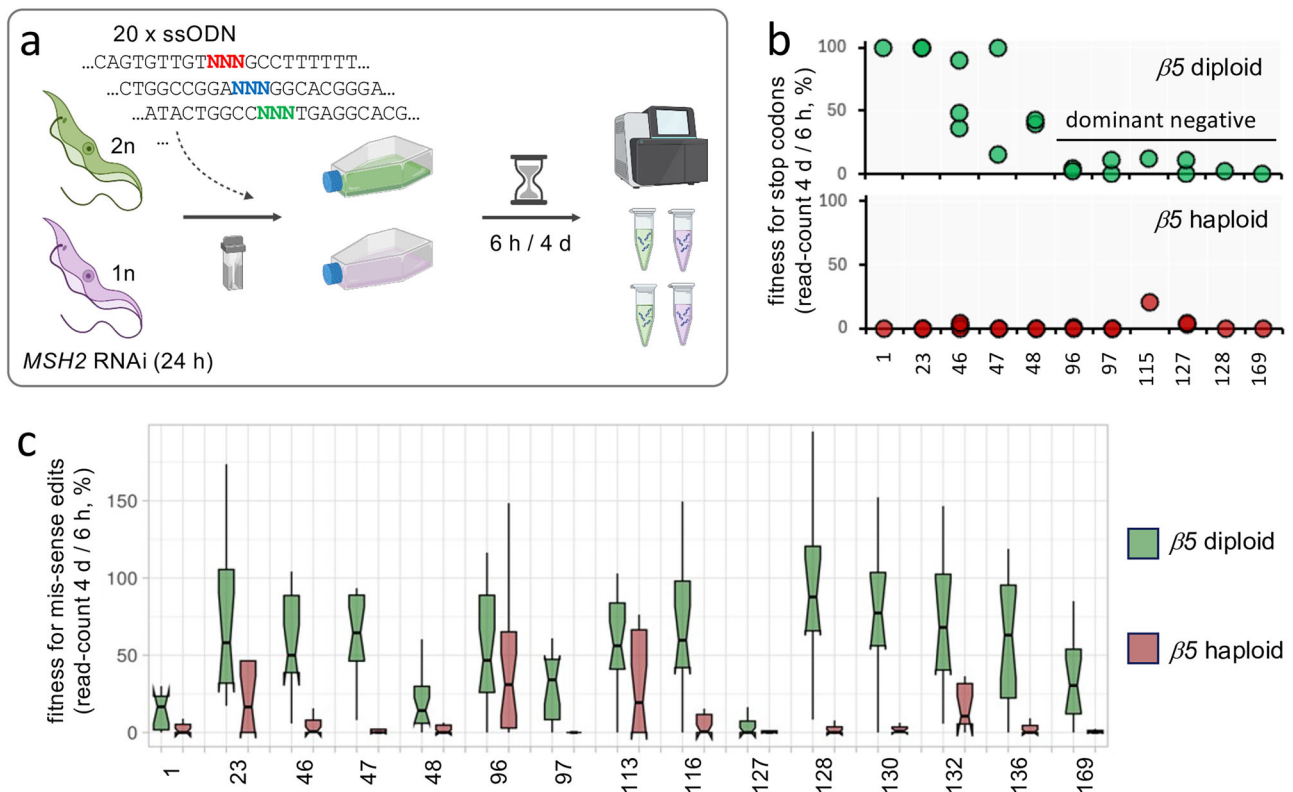 a
20 x ssODN
...CAGTGTTGTNNNGCCTTTTTT...
...CTGGCCGGANNNGGCACGGGA...
...ATACTGGCCNNNTGAGGCACG...
...
2n
1n
6 h / 4 d
MSH2 RNAi (24 h)
b
fitness for stop codons
(read-count 4 d / 6 h, %)
100
50
0
β5 diploid
dominant negative
100
50
0
β5 haploid
1 23 46 47 48 96 97 115 127 128 169
c
fitness for mis-sense edits
(read-count 4 d / 6 h, %)
150
100
50
0
1 23 46 47 48 96 97 113 116 127 128 130 132 136 169
β5 diploid
β5 haploid